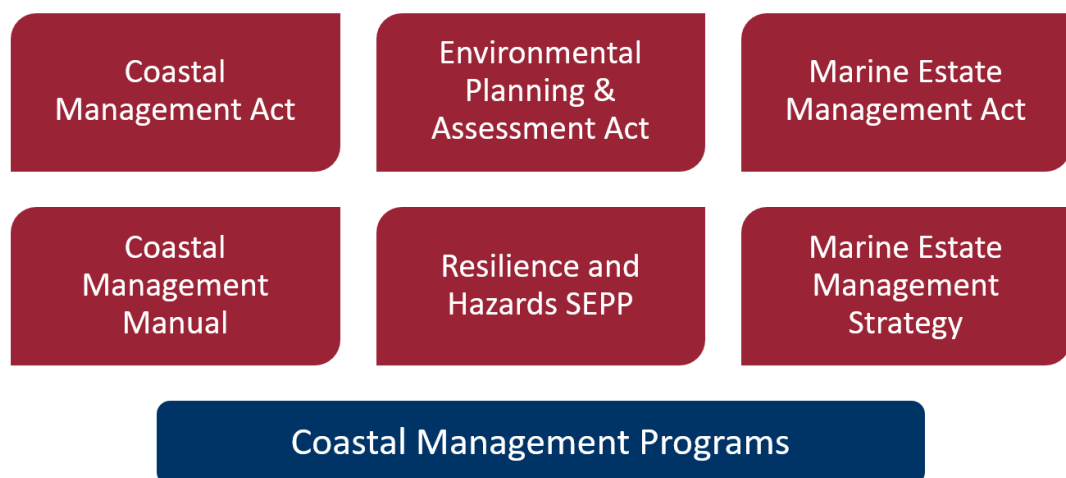 Coastal
Management Act
Environmental
Planning &
Assessment Act
Marine Estate
Management Act
Coastal
Management
Manual
Resilience and
Hazards SEPP
Marine Estate
Management
Strategy
Coastal Management Programs